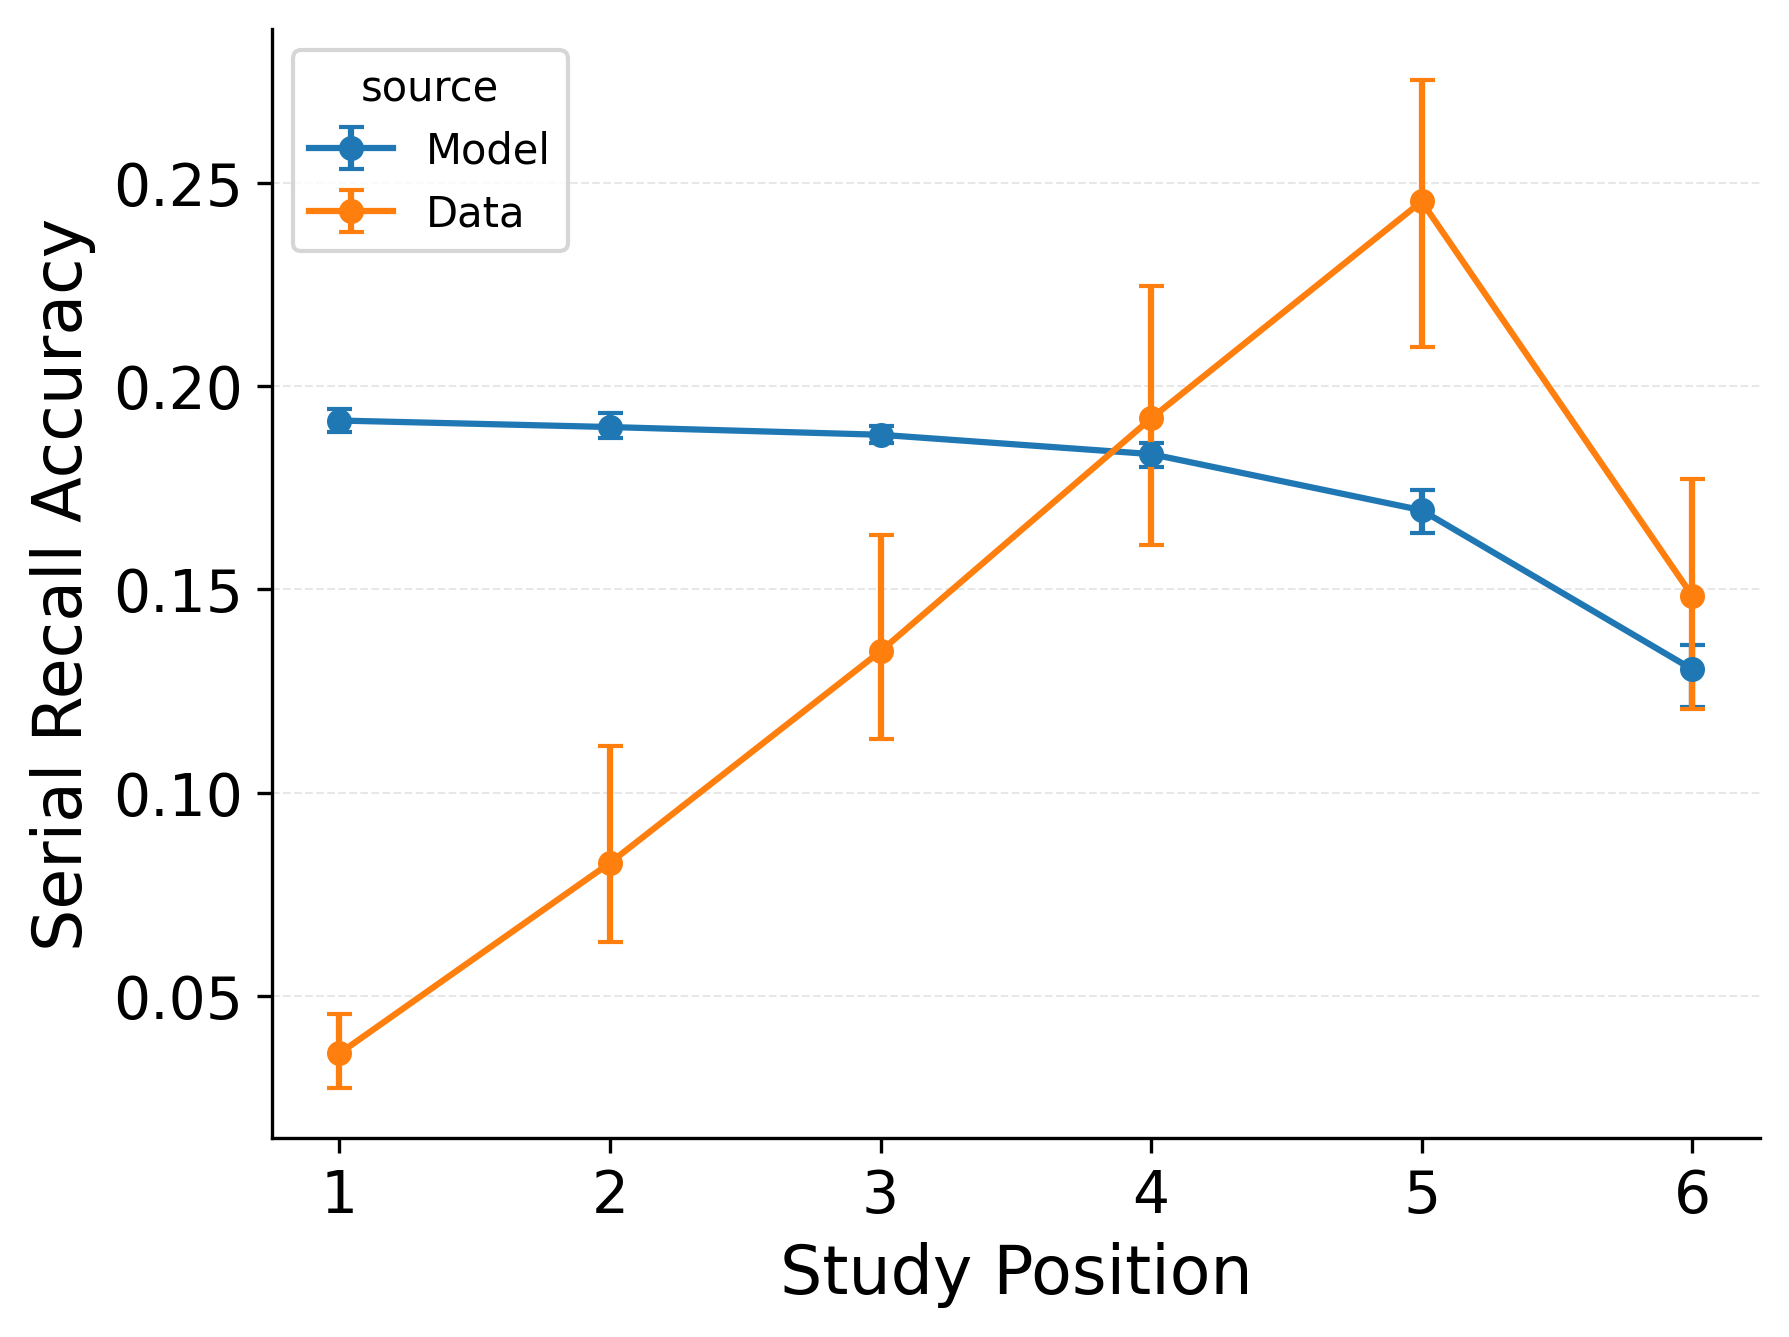 source
Model
Data
Serial Recall Accuracy
0.25
0.20
0.15
0.10
0.05
1 2 3 4 5 6
Study Position